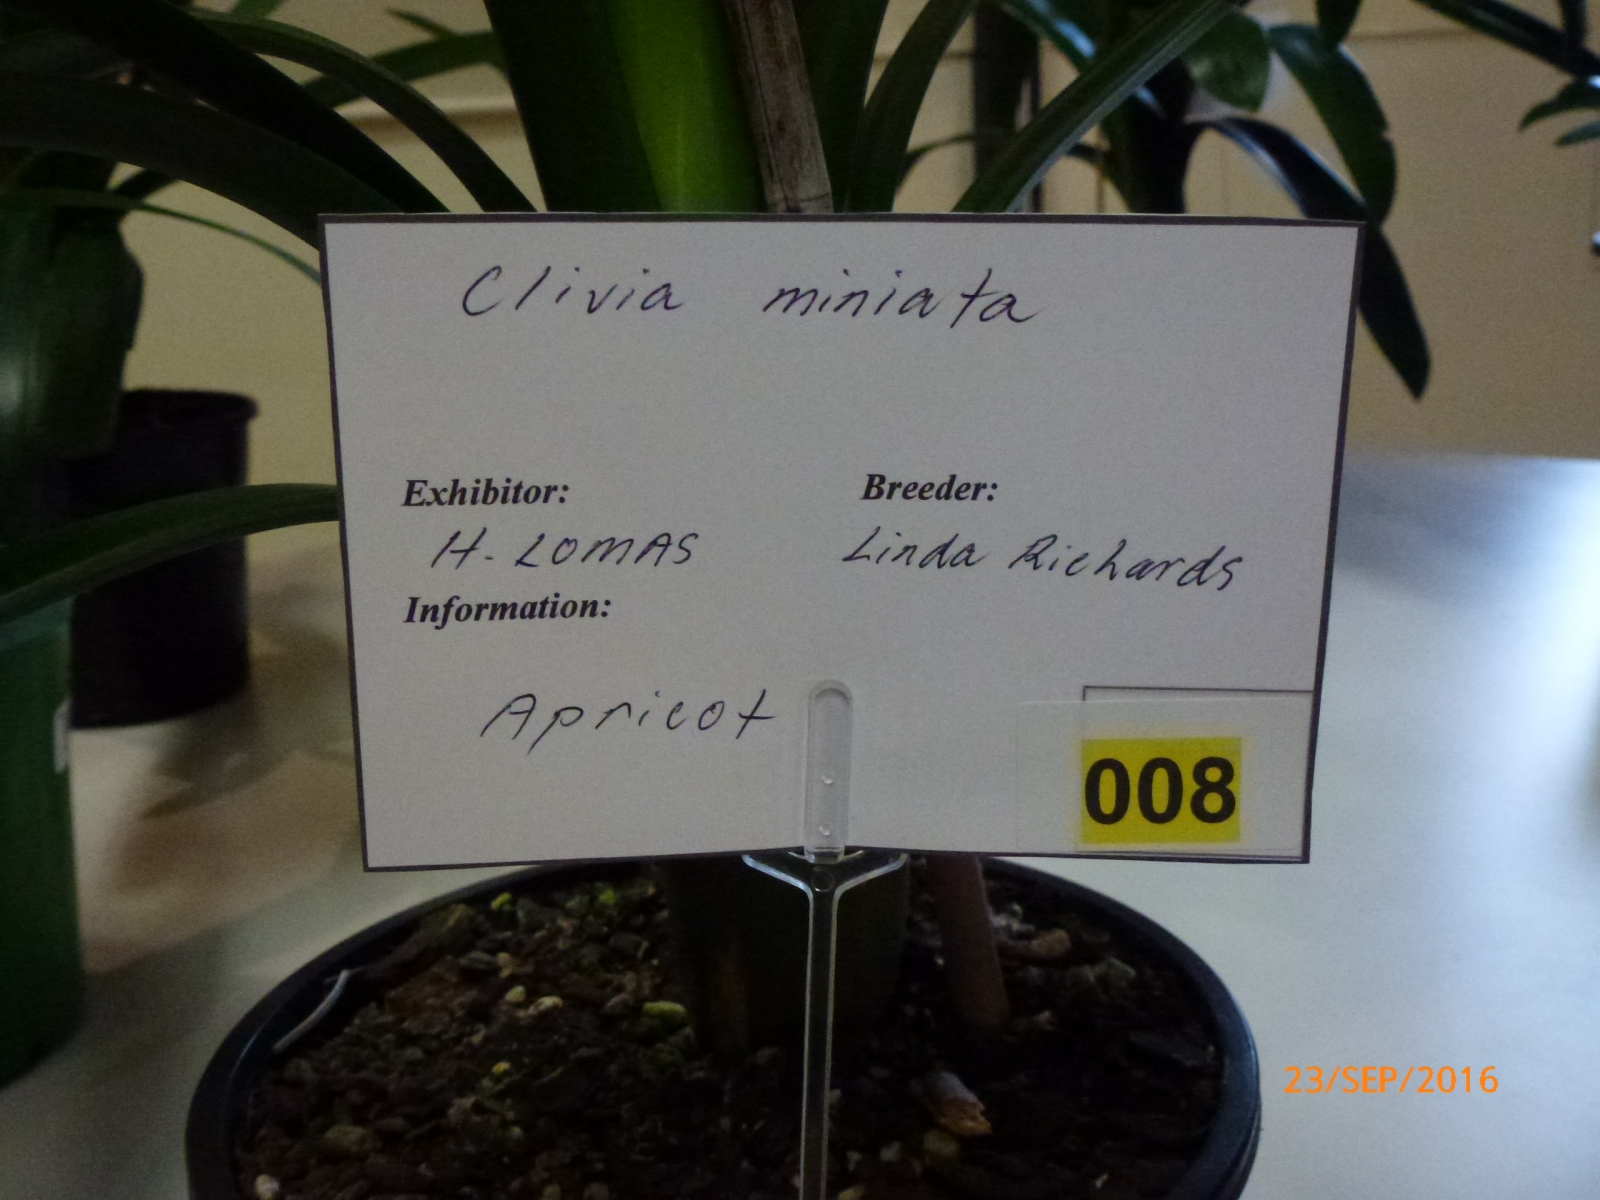 Clivia miniata
Exhibitor: Breeder:
H. LOMAS Linda Richards
Information:
Apricot
008
23/SEP/2016